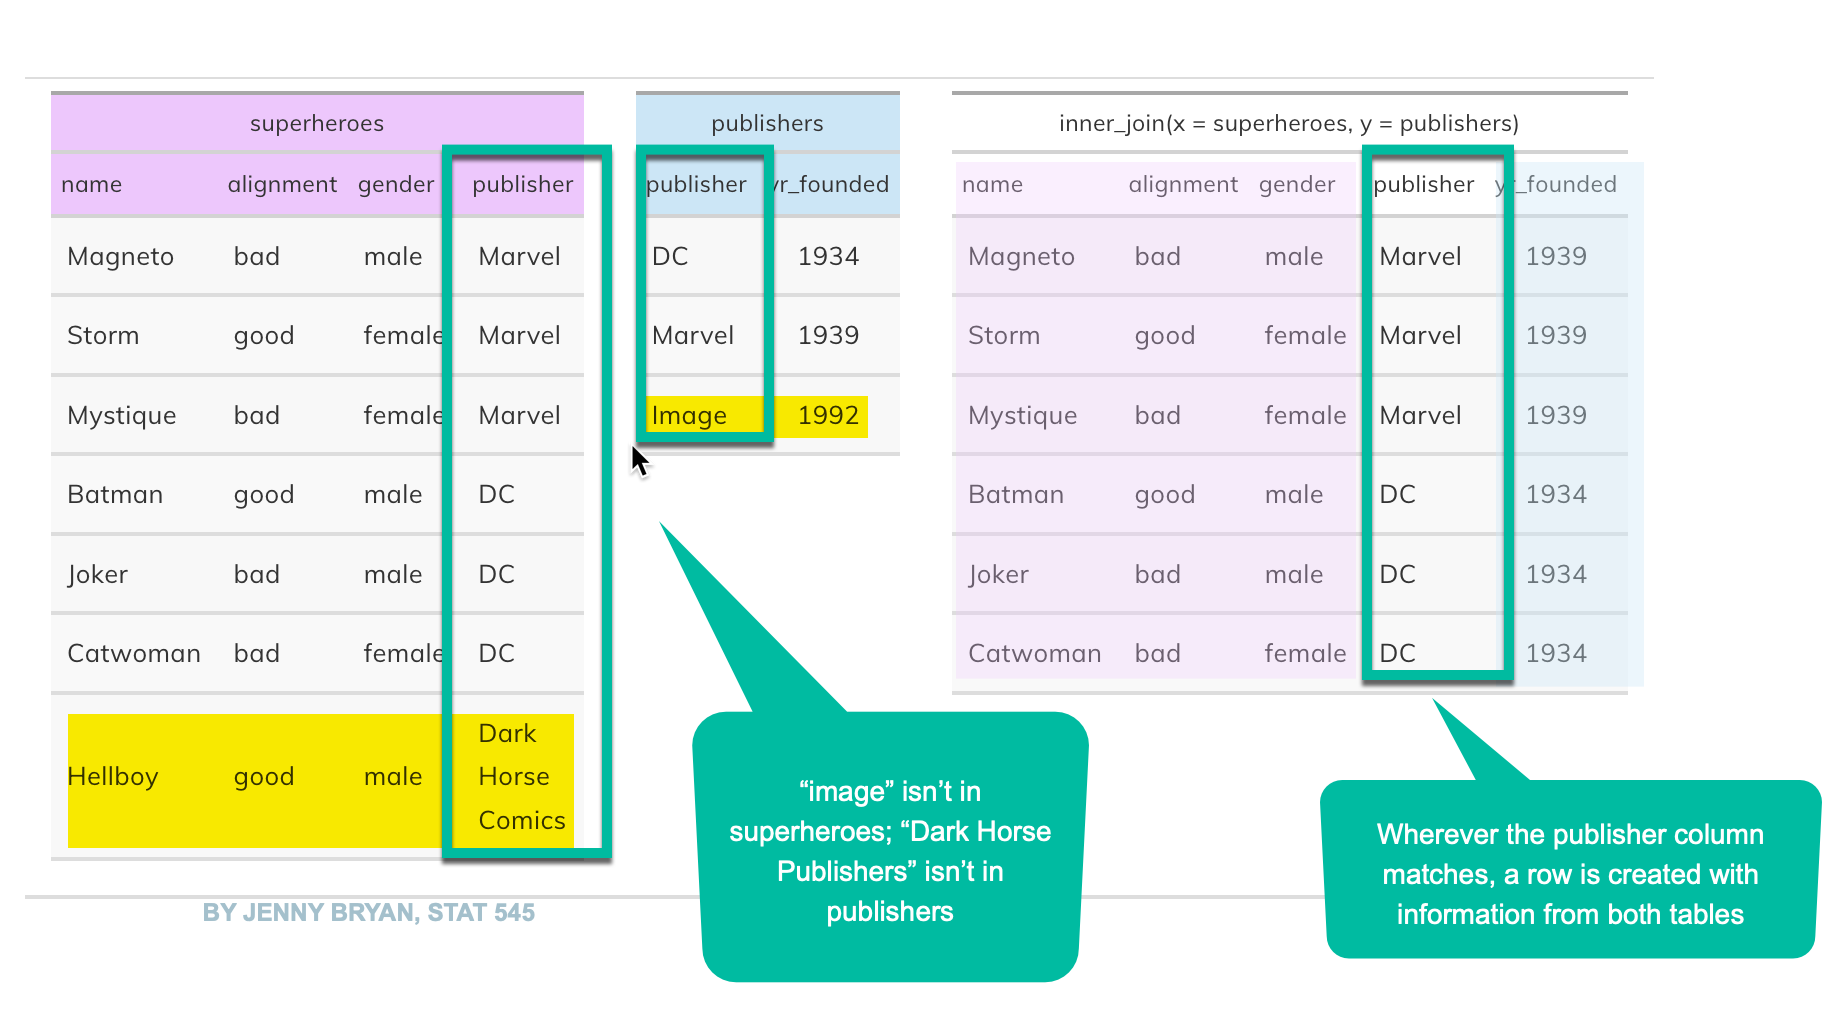 superheroes
name alignment gender publisher
Magneto bad male Marvel
Storm good female Marvel
Mystique bad female Marvel
Batman good male DC
Joker bad male DC
Catwoman bad female DC
Hellboy good male Dark
Horse
Comics
publishers
publisher yr_founded
DC 1934
Marvel 1939
Image 1992
inner_join(x = superheroes, y = publishers)
name alignment gender publisher yr_founded
Magneto bad male Marvel 1939
Storm good female Marvel 1939
Mystique bad female Marvel 1939
Batman good male DC 1934
Joker bad male DC 1934
Catwoman bad female DC 1934
“image” isn’t in
superheroes; “Dark Horse
Publishers” isn’t in
publishers
Wherever the publisher column
matches, a row is created with
information from both tables
BY JENNY BRYAN, STAT 545